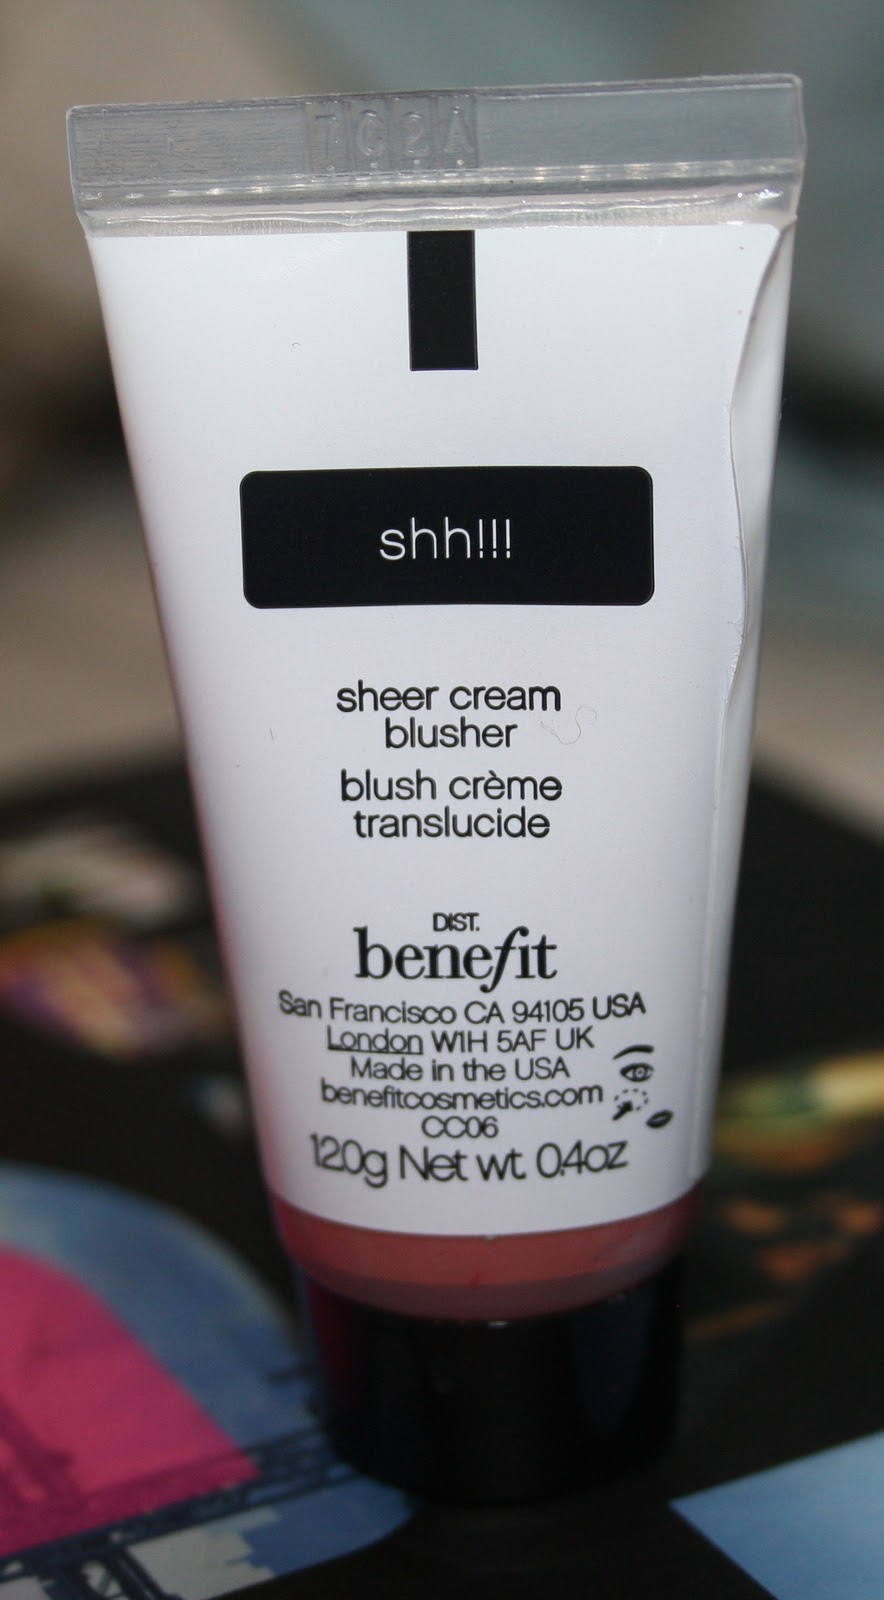 7G2A
shh!!!
sheer cream
blusher
blush crème
translucide
DIST.
benefit
San Francisco CA 94105 USA
London W1H 5AF UK
Made in the USA
benefitcosmetics.com
CC06
12.0g Net wt. 0.4oz